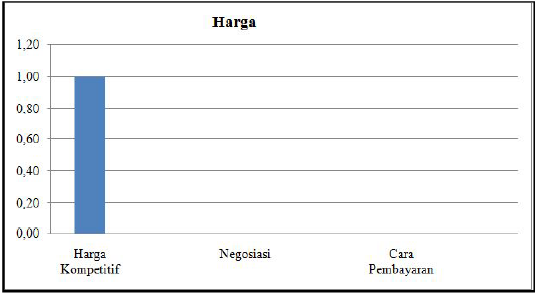 Harga
1,20
1,00
0.80
0,60
0,40
0,20
0,00
Harga
Kompetitif
Negosiasi
Cara
Pembayaran